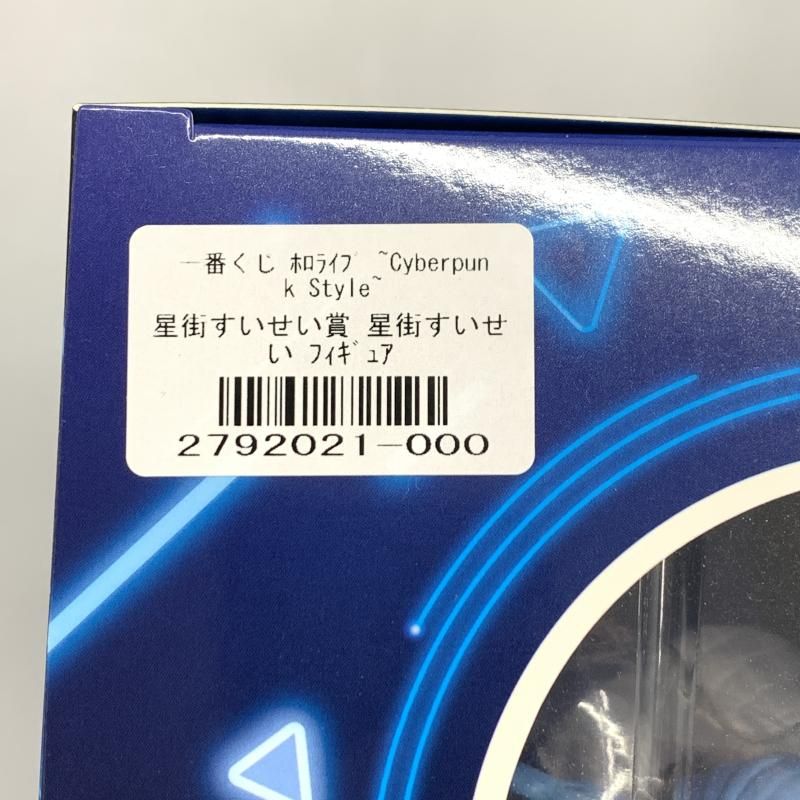 一番くじ ﾎﾛﾗｲﾌﾞ ~Cyberpun
k Style~
星街すいせい賞 星街すいせ
い ﾌｨｷﾞｭｱ
2792021-000